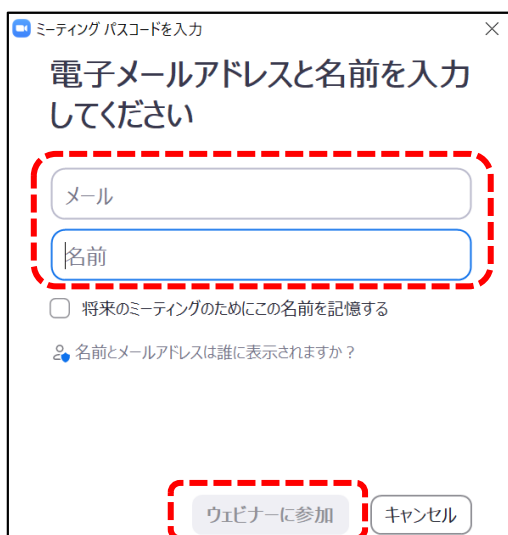 ミーティング パスコードを入力
電子メールアドレスと名前を入力
してください
メール
名前
将来のミーティングのためにこの名前を記憶する
名前とメールアドレスは誰に表示されますか？
ウェビナーに参加 キャンセル